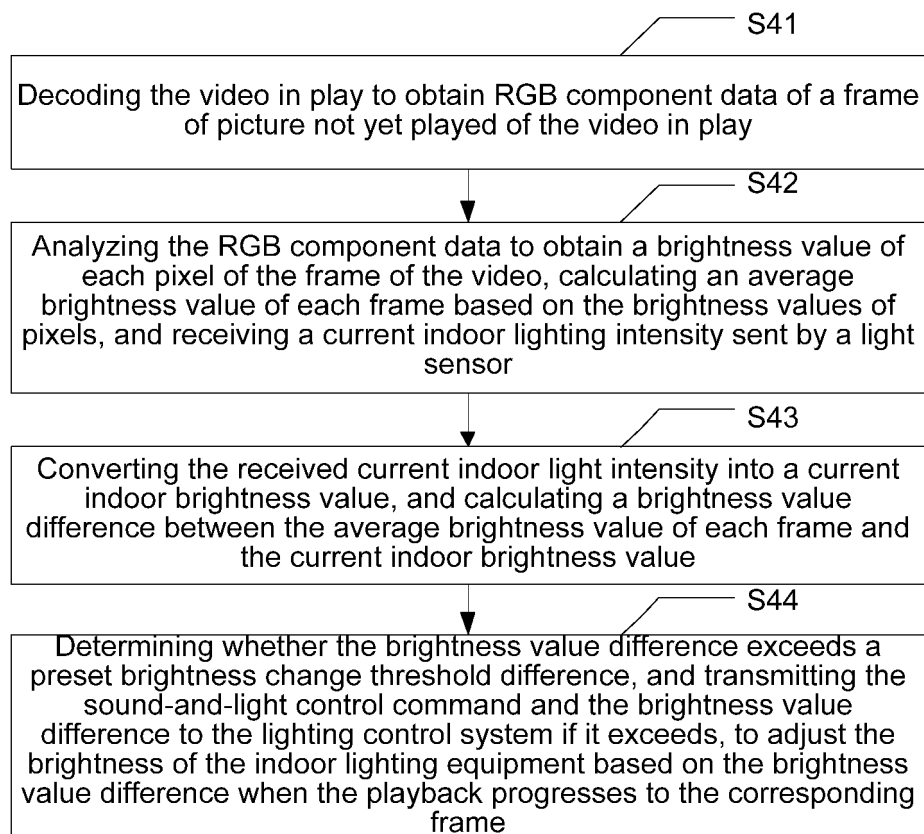 S41
Decoding the video in play to obtain RGB component data of a frame
of picture not yet played of the video in play
S42
Analyzing the RGB component data to obtain a brightness value of
each pixel of the frame of the video, calculating an average
brightness value of each frame based on the brightness values of
pixels, and receiving a current indoor lighting intensity sent by a light
sensor
S43
Converting the received current indoor light intensity into a current
indoor brightness value, and calculating a brightness value
difference between the average brightness value of each frame and
the current indoor brightness value
S44
Determining whether the brightness value difference exceeds a
preset brightness change threshold difference, and transmitting the
sound-and-light control command and the brightness value
difference to the lighting control system if it exceeds, to adjust the
brightness of the indoor lighting equipment based on the brightness
value difference when the playback progresses to the corresponding
frame